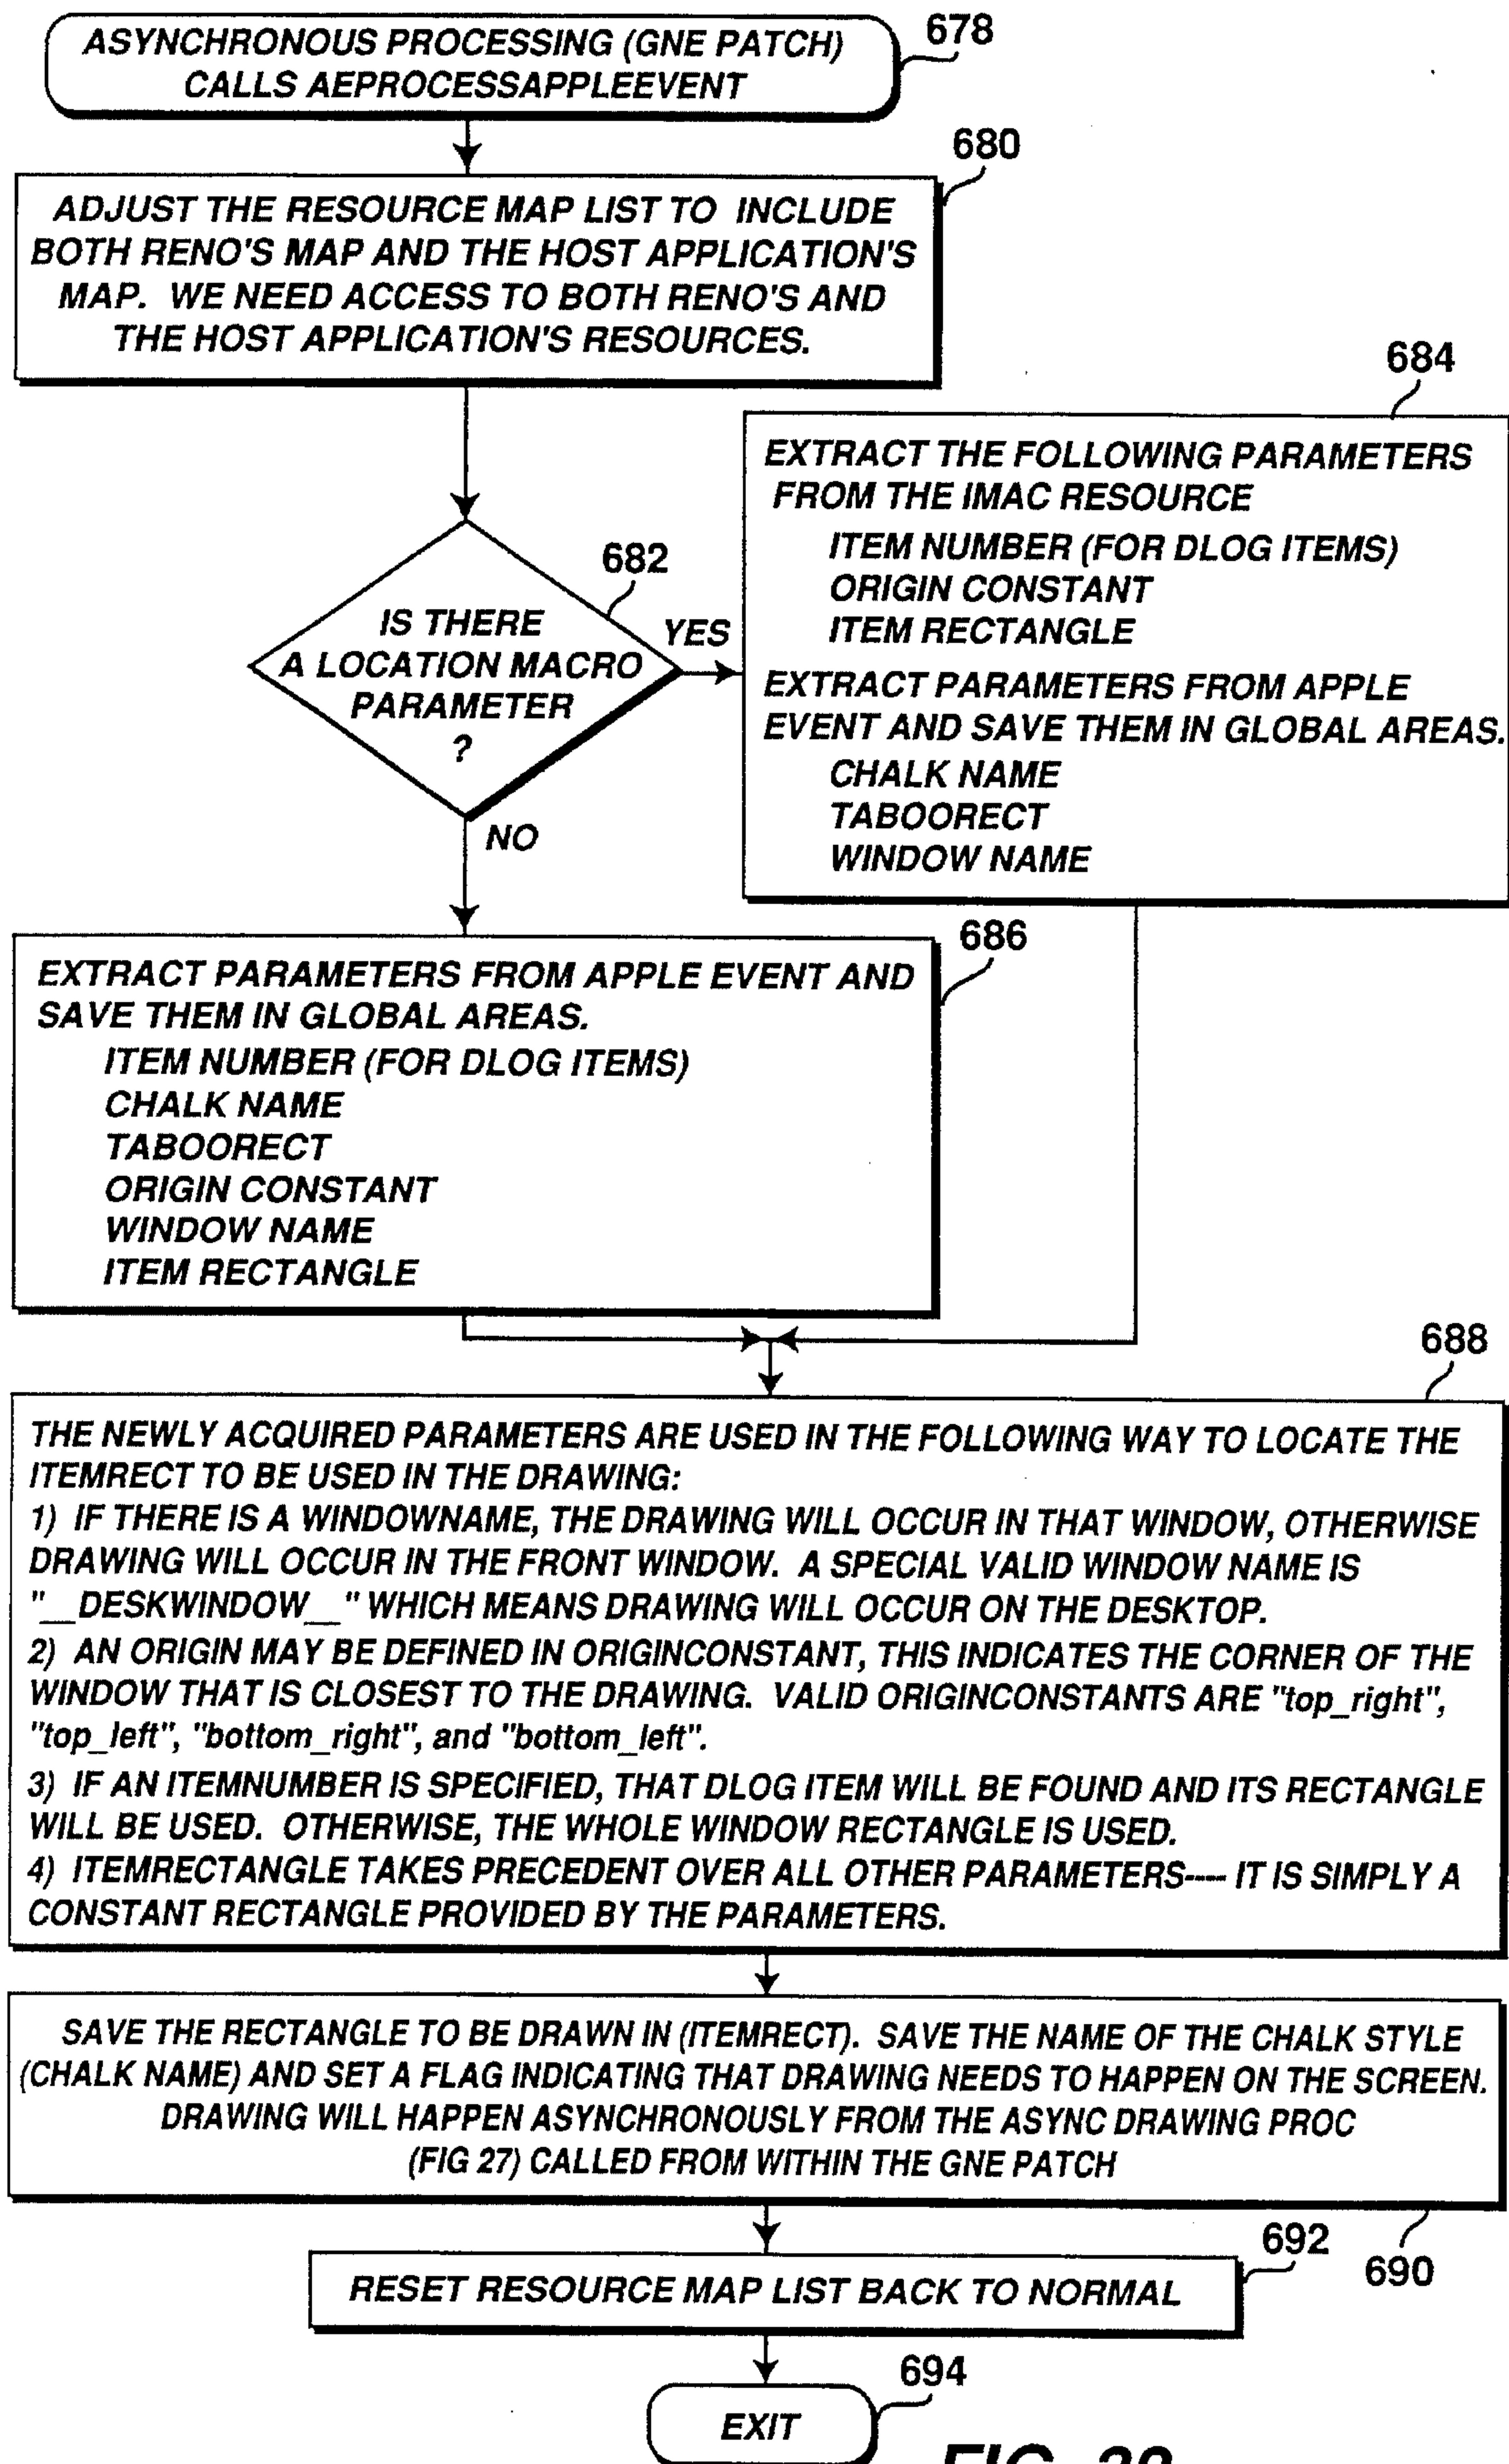 ASYNCHRONOUS PROCESSING (GNE PATCH)
CALLS AEPROCESSAPPLEEVENT
678
680
ADJUST THE RESOURCE MAP LIST TO INCLUDE
BOTH RENO'S MAP AND THE HOST APPLICATION'S
MAP. WE NEED ACCESS TO BOTH RENO'S AND
THE HOST APPLICATION'S RESOURCES.
682
IS THERE
A LOCATION MACRO
PARAMETER
?
YES
NO
684
EXTRACT THE FOLLOWING PARAMETERS
FROM THE IMAC RESOURCE
ITEM NUMBER (FOR DLOG ITEMS)
ORIGIN CONSTANT
ITEM RECTANGLE
EXTRACT PARAMETERS FROM APPLE
EVENT AND SAVE THEM IN GLOBAL AREAS.
CHALK NAME
TABOORECT
WINDOW NAME
686
EXTRACT PARAMETERS FROM APPLE EVENT AND
SAVE THEM IN GLOBAL AREAS.
ITEM NUMBER (FOR DLOG ITEMS)
CHALK NAME
TABOORECT
ORIGIN CONSTANT
WINDOW NAME
ITEM RECTANGLE
688
THE NEWLY ACQUIRED PARAMETERS ARE USED IN THE FOLLOWING WAY TO LOCATE THE
ITEMRECT TO BE USED IN THE DRAWING:
1) IF THERE IS A WINDOWNAME, THE DRAWING WILL OCCUR IN THAT WINDOW, OTHERWISE
DRAWING WILL OCCUR IN THE FRONT WINDOW. A SPECIAL VALID WINDOW NAME IS
"__DESKWINDOW__" WHICH MEANS DRAWING WILL OCCUR ON THE DESKTOP.
2) AN ORIGIN MAY BE DEFINED IN ORIGINCONSTANT, THIS INDICATES THE CORNER OF THE
WINDOW THAT IS CLOSEST TO THE DRAWING. VALID ORIGINCONSTANTS ARE "top_right",
"top_left", "bottom_right", and "bottom_left".
3) IF AN ITEMNUMBER IS SPECIFIED, THAT DLOG ITEM WILL BE FOUND AND ITS RECTANGLE
WILL BE USED. OTHERWISE, THE WHOLE WINDOW RECTANGLE IS USED.
4) ITEMRECTANGLE TAKES PRECEDENT OVER ALL OTHER PARAMETERS---- IT IS SIMPLY A
CONSTANT RECTANGLE PROVIDED BY THE PARAMETERS.
SAVE THE RECTANGLE TO BE DRAWN IN (ITEMRECT). SAVE THE NAME OF THE CHALK STYLE
(CHALK NAME) AND SET A FLAG INDICATING THAT DRAWING NEEDS TO HAPPEN ON THE SCREEN.
DRAWING WILL HAPPEN ASYNCHRONOUSLY FROM THE ASYNC DRAWING PROC
(FIG 27) CALLED FROM WITHIN THE GNE PATCH
690
692
RESET RESOURCE MAP LIST BACK TO NORMAL
694
EXIT
FIG.